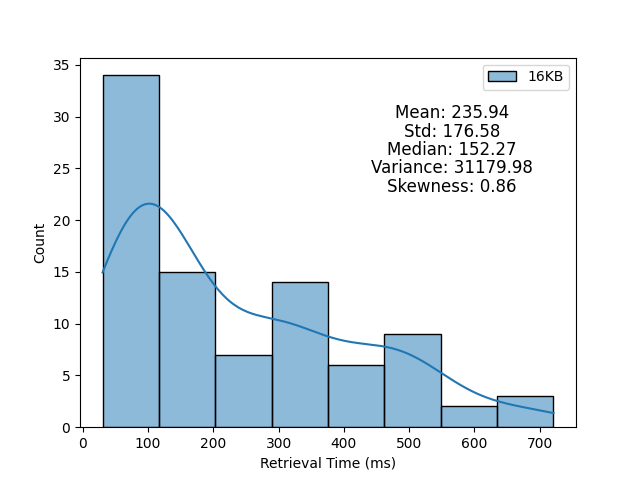 16KB
Mean: 235.94
Std: 176.58
Median: 152.27
Variance: 31179.98
Skewness: 0.86
Count
35
30
25
20
15
10
5
0
0 100 200 300 400 500 600 700
Retrieval Time (ms)